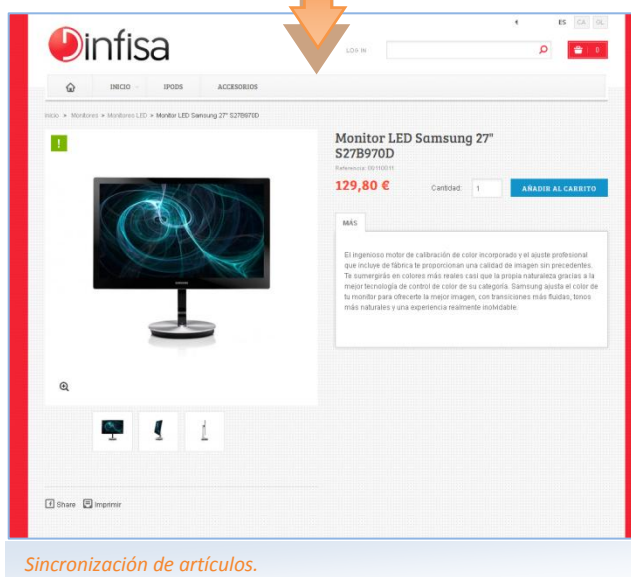 €
ES CA GL
infisa
LOG IN
0
INICIO
IPODS
ACCESORIOS
Inicio > Monitores > Monitores LED > Monitor LED Samsung 27" S27B970D
!
Monitor LED Samsung 27"
S27B970D
129,80 €
Cantidad:
1
AÑADIR AL CARRITO
MÁS
El ingenioso motor de calibración de color incorporado y el ajuste profesional
que incluye de fábrica te proporcionan una calidad de imagen sin precedentes.
Te sumergirás en colores más reales casi que la propia naturaleza gracias a la
mejor tecnología de control de color de su categoría. Samsung ajusta el color de
tu monitor para ofrecerte la mejor imagen, con transiciones más fluidas, tonos
más naturales y una experiencia realmente inolvidable.
Share
Imprimir
Sincronización de artículos.